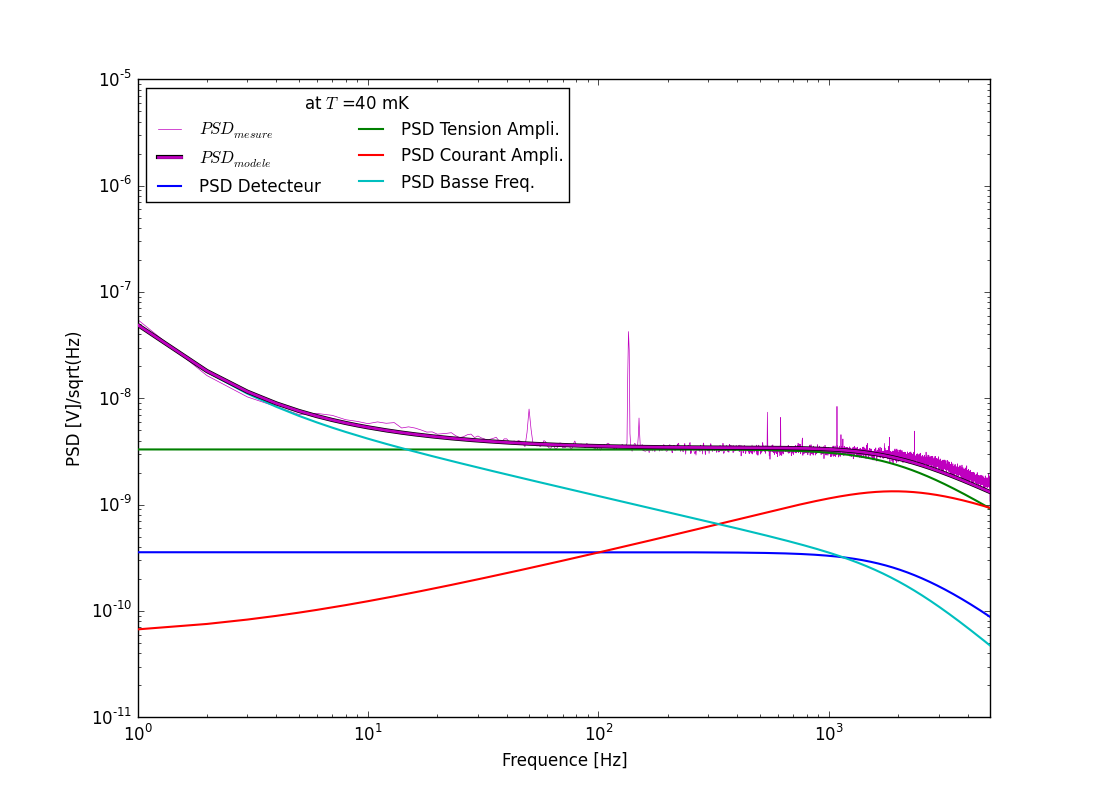 at T =40 mK
PSD_mesure
PSD_modele
PSD Detecteur
PSD Tension Ampli.
PSD Courant Ampli.
PSD Basse Freq.
PSD [V]/sqrt(Hz)
10^-5
10^-6
10^-7
10^-8
10^-9
10^-10
10^-11
10^0 10^1 10^2 10^3
Frequence [Hz]